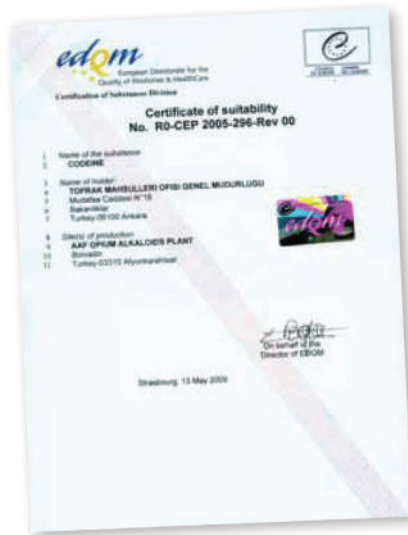 edqm
European Directorate for the
Quality of Medicines & HealthCare
Certification of Substances Division
Certificate of suitability
No. R0-CEP 2005-296-Rev 00
1 Name of the substance:
2 CODEINE
3 Name of holder:
4 TOPRAK MAHSULLERI OFISI GENEL MUDURLUGU
5 Mudafaa Caddesi N°18
6 Bakanliklar
7 Turkey-06100 Ankara
8 Site(s) of production:
9 AAF OPIUM ALKALOIDS PLANT
10 Bolvadin
11 Turkey-03310 Afyonkarahisar
edqm
On behalf of the
Director of EDQM
Strasbourg, 13 May 2009